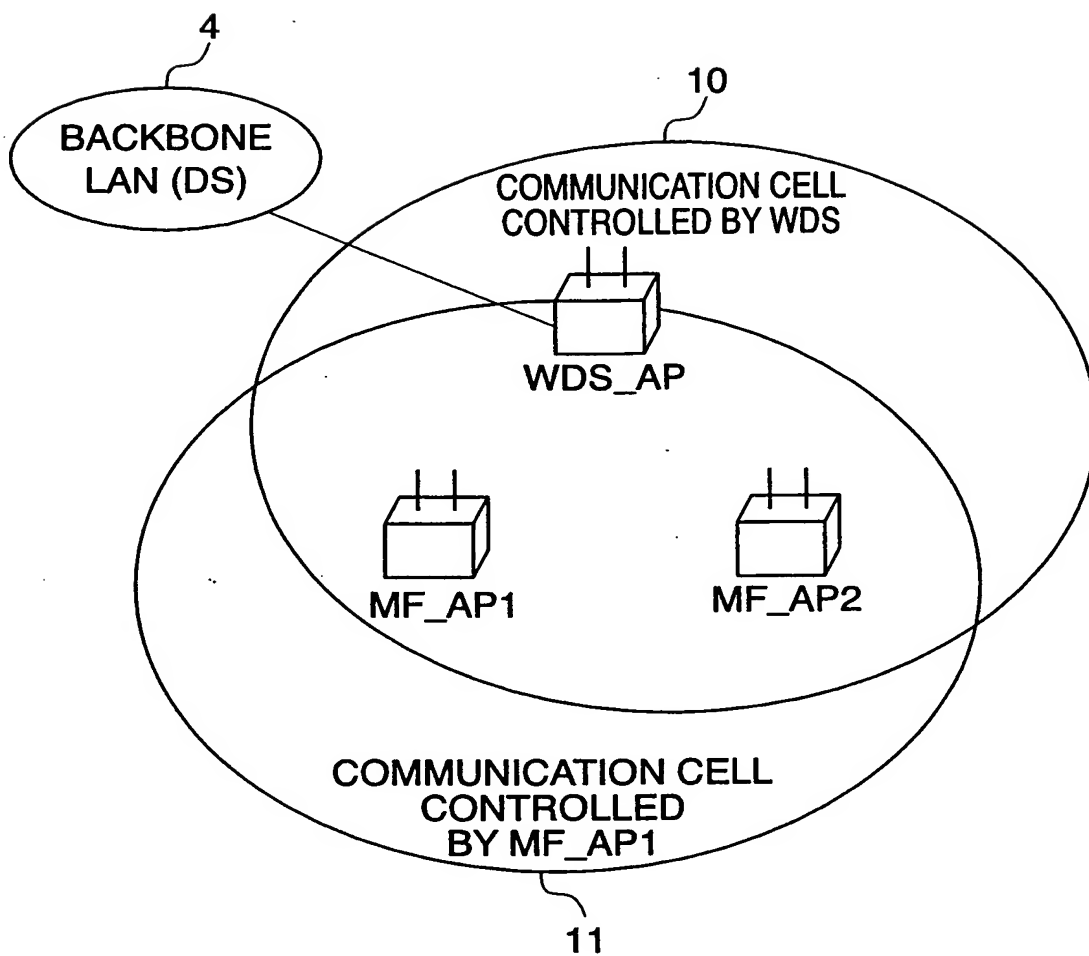 4
BACKBONE
LAN (DS)
10
COMMUNICATION CELL
CONTROLLED BY WDS
WDS_AP
MF_AP1
MF_AP2
COMMUNICATION CELL
CONTROLLED
BY MF_AP1
11